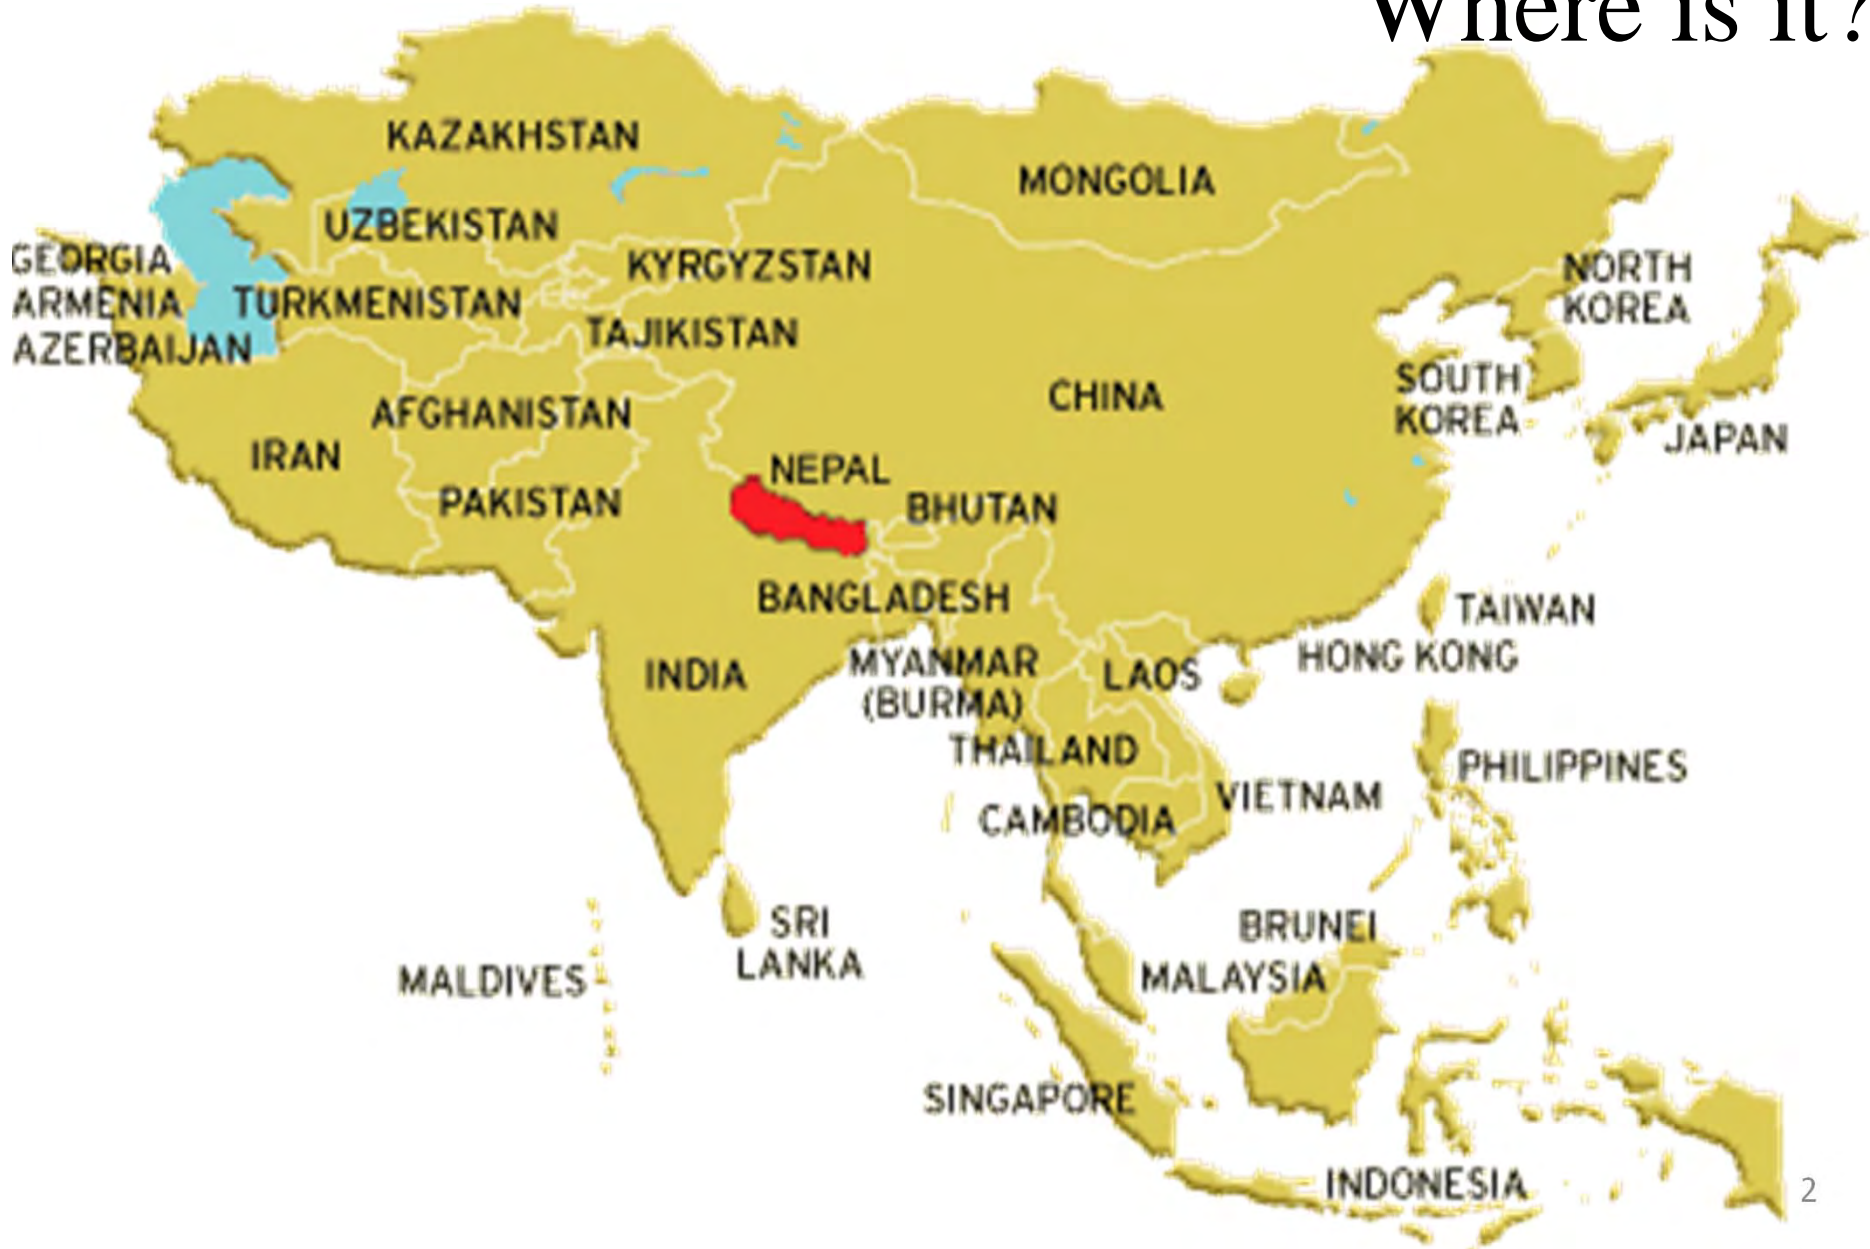 Where is it?
KAZAKHSTAN
MONGOLIA
UZBEKISTAN
GEORGIA
KYRGYZSTAN
NORTH
KOREA
ARMENIA
TURKMENISTAN
TAJIKISTAN
AZERBAIJAN
CHINA
SOUTH
KOREA
AFGHANISTAN
JAPAN
IRAN
NEPAL
PAKISTAN
BHUTAN
BANGLADESH
TAIWAN
HONG KONG
INDIA
MYANMAR
(BURMA)
LAOS
THAILAND
PHILIPPINES
VIETNAM
CAMBODIA
SRI
LANKA
BRUNEI
MALDIVES
MALAYSIA
SINGAPORE
INDONESIA
2